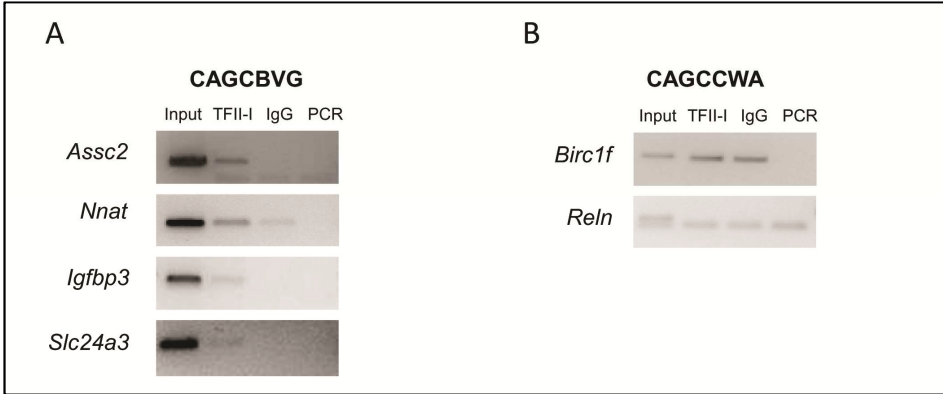 A
CAGCBVG
Input TFII-I IgG PCR
Assc2
Nnat
Igfbp3
Slc24a3
B
CAGCCWA
Input TFII-I IgG PCR
Birc1f
Reln